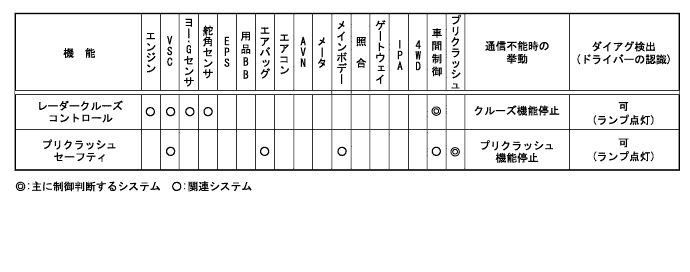 機 能
エンジン
VSC
ヨー・Gセンサ
舵角センサ
EPS
用品BB
エアバッグ
エアコン
AVN
メータ
メインボデー
照合
ゲートウェイ
IPA
4WD
車間制御
プリクラッシュ
通信不能時の
挙動
ダイアグ検出
(ドライバーの認識)
レーダークルーズ
コントロール
○ ○ ○ ○ ◎
クルーズ機能停止
可
(ランプ点灯)
プリクラッシュ
セーフティ
○ ○ ○ ○ ◎
プリクラッシュ
機能停止
可
(ランプ点灯)
◎:主に制御判断するシステム ○:関連システム